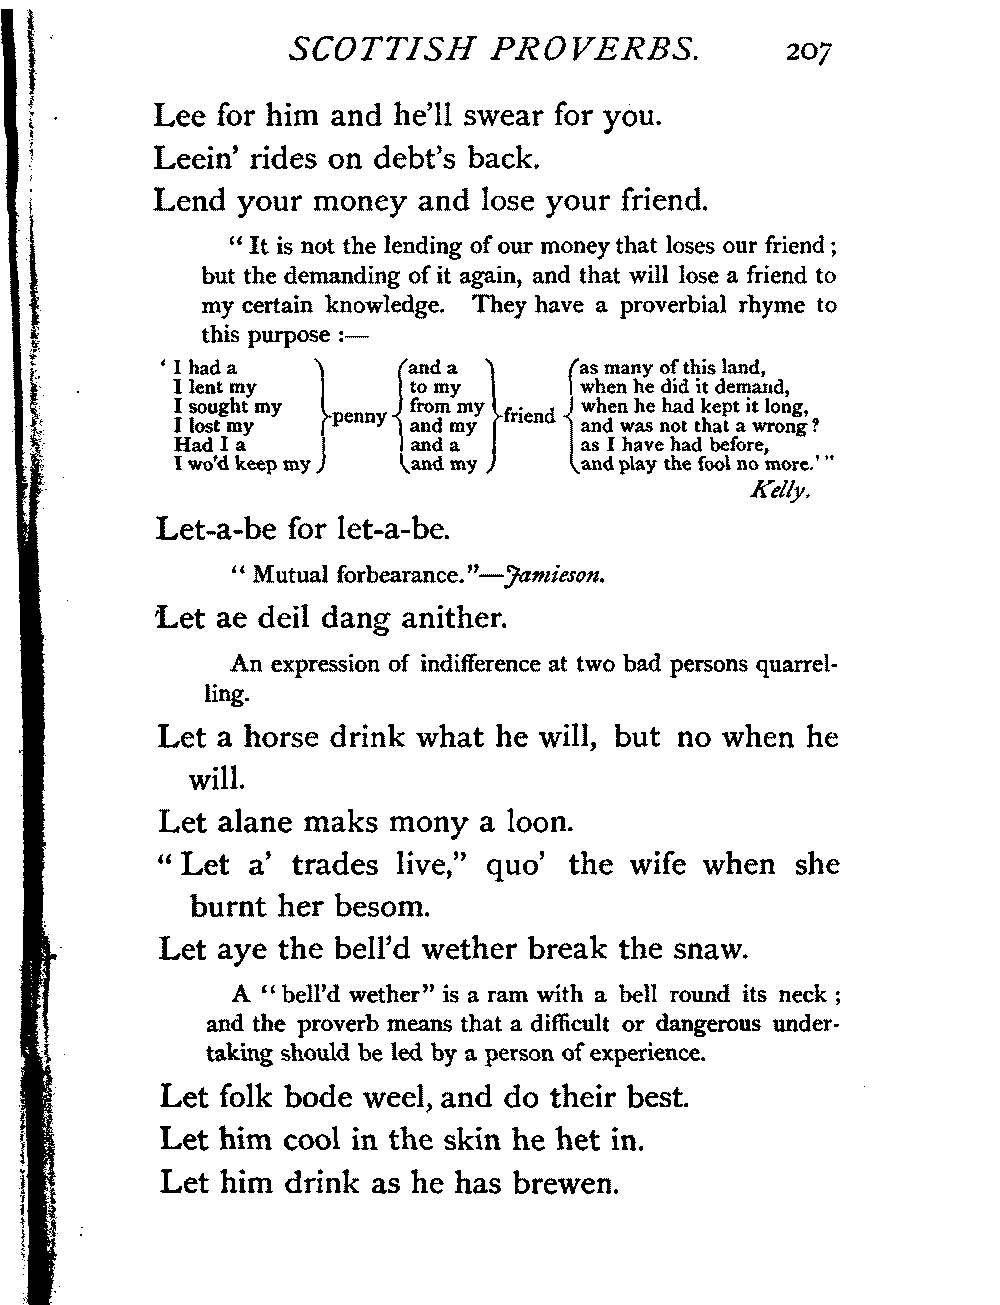 SCOTTISH PROVERBS. 207
Lee for him and he'll swear for you.
Leein' rides on debt's back.
Lend your money and lose your friend.
“ It is not the lending of our money that loses our friend ;
but the demanding of it again, and that will lose a friend to
my certain knowledge. They have a proverbial rhyme to
this purpose :—
‘ I had a and a as many of this land,
I lent my to my when he did it demand,
I sought my from my when he had kept it long,
I lost my penny and my friend and was not that a wrong?
Had I a and a as I have had before,
I wo'd keep my and my and play the fool no more.’ ”
Kelly.
Let-a-be for let-a-be.
“ Mutual forbearance.”—Jamieson.
Let ae deil dang anither.
An expression of indifference at two bad persons quarrel-
ling.
Let a horse drink what he will, but no when he
will.
Let alane maks mony a loon.
“ Let a' trades live,” quo' the wife when she
burnt her besom.
Let aye the bell'd wether break the snaw.
A “ bell'd wether” is a ram with a bell round its neck ;
and the proverb means that a difficult or dangerous under-
taking should be led by a person of experience.
Let folk bode weel, and do their best.
Let him cool in the skin he het in.
Let him drink as he has brewen.